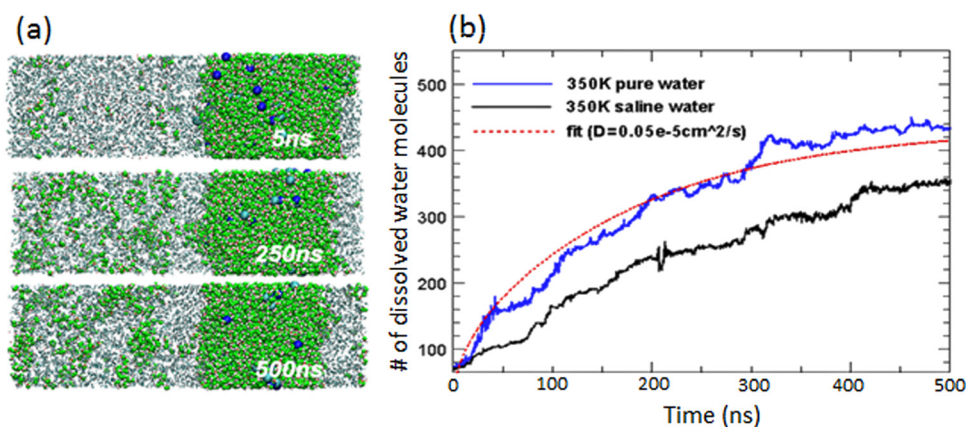 (a)
5ns
250ns
500ns
(b)
# of dissolved water molecules
500
400
300
200
100
350K pure water
350K saline water
fit (D=0.05e-5cm^2/s)
0 100 200 300 400 500
Time (ns)